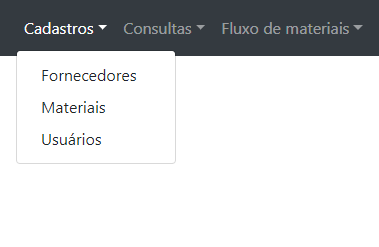 Cadastros Consultas Fluxo de materiais
Fornecedores
Materiais
Usuários